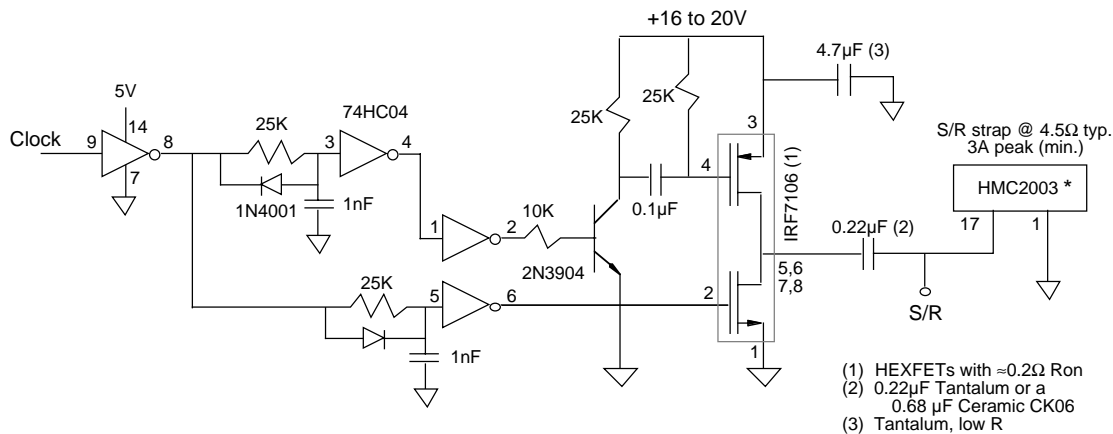 +16 to 20V
4.7µF (3)
5V
74HC04
25K
25K
25K
Clock
9
14
8
7
3
4
3
S/R strap @ 4.5Ω typ.
3A peak (min.)
HMC2003 *
1N4001
1nF
4
0.1µF
IRF7106 (1)
0.22µF (2)
17
1
1
2
10K
2N3904
5,6
7,8
25K
5
6
2
S/R
1nF
1
(1) HEXFETs with ≈0.2Ω Ron
(2) 0.22µF Tantalum or a
0.68 µF Ceramic CK06
(3) Tantalum, low R